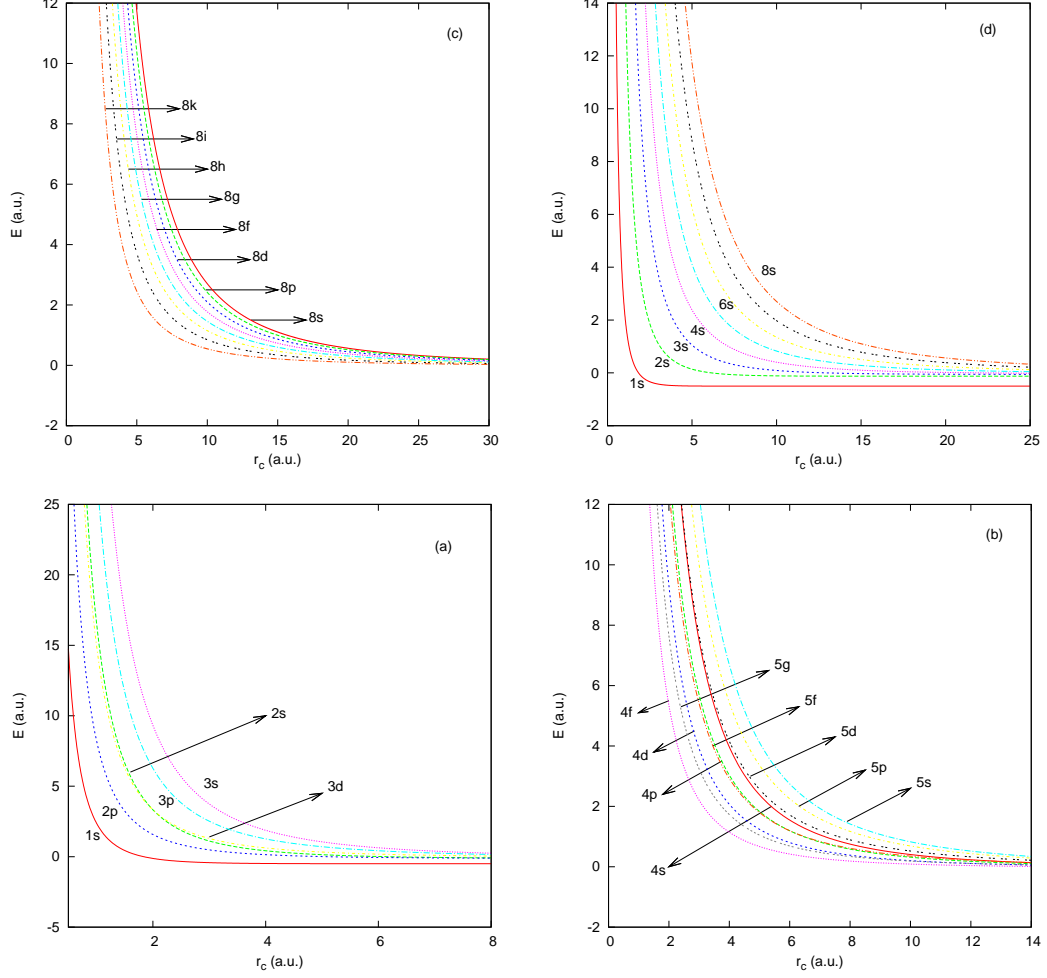 (c)
E (a.u.)
12
10
8
6
4
2
0
-2
8k
8i
8h
8g
8f
8d
8p
8s
0 5 10 15 20 25 30
r_c (a.u.)
(d)
E (a.u.)
14
12
10
8
6
4
2
0
-2
8s
6s
4s
3s
2s
1s
0 5 10 15 20 25
r_c (a.u.)
(a)
E (a.u.)
25
20
15
10
5
0
-5
2s
3s
3d
3p
2p
1s
2 4 6 8
r_c (a.u.)
(b)
E (a.u.)
12
10
8
6
4
2
0
-2
5g
5f
4f
5d
4d
5p
5s
4p
4s
0 2 4 6 8 10 12 14
r_c (a.u.)